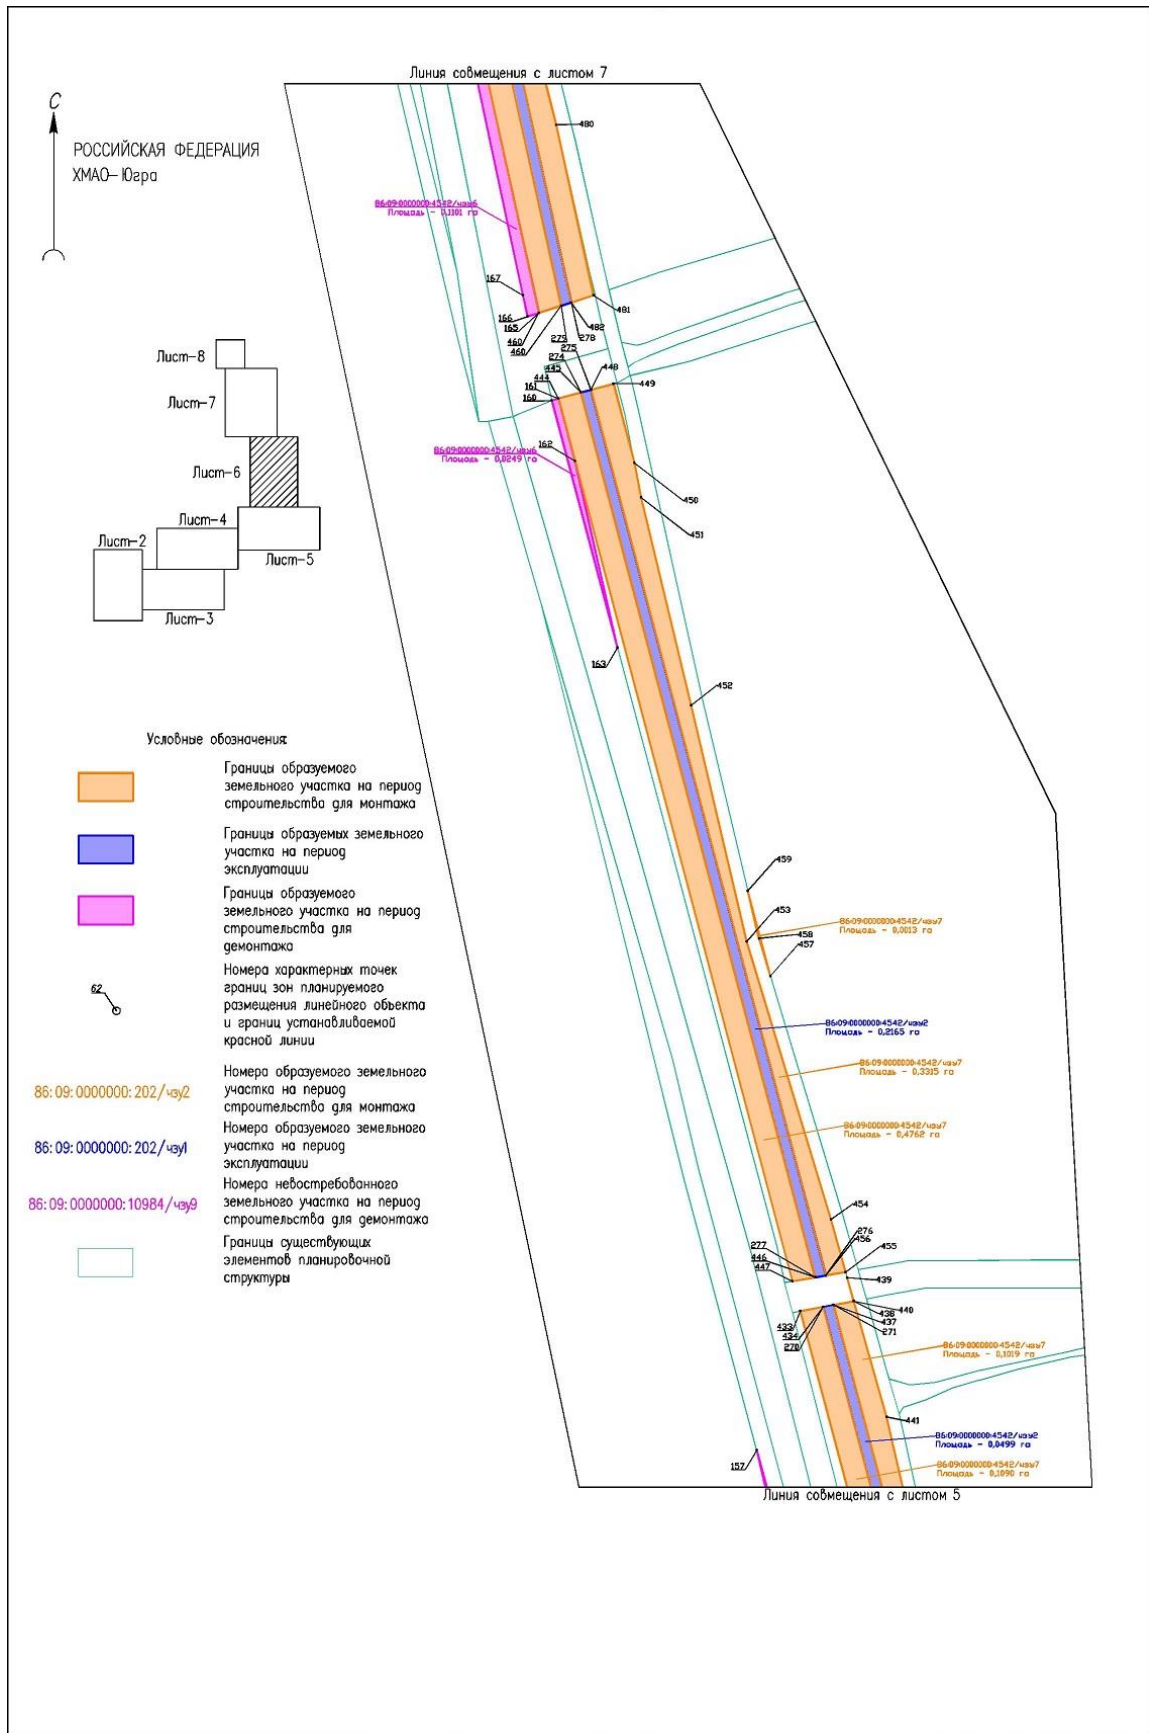 Линия совмещения с листом 7
С
РОССИЙСКАЯ ФЕДЕРАЦИЯ
ХМАО-Югра
480
86:09:0000000:4542/чзу6
Площадь - 0,1101 га
167
166
165
460
460
481
482
278
275
275
274
445
444
161
160
448
449
162
86:09:0000000:4542/чзу6
Площадь - 0,0249 га
450
451
163
452
Лист-8
Лист-7
Лист-6
Лист-4
Лист-2
Лист-5
Лист-3
Условные обозначения:
Границы образуемого
земельного участка на период
строительства для монтажа
Границы образуемых земельного
участка на период
эксплуатации
Границы образуемого
земельного участка на период
строительства для
демонтажа
62
Номера характерных точек
границ зон планируемого
размещения линейного объекта
и границ устанавливаемой
красной линии
86:09:0000000:202/чзу2
Номера образуемого земельного
участка на период
строительства для монтажа
86:09:0000000:202/чзу1
Номера образуемого земельного
участка на период
эксплуатации
86:09:0000000:10984/чзу9
Номера невостребованного
земельного участка на период
строительства для демонтажа
Границы существующих
элементов планировочной
структуры
459
453
86:09:0000000:4542/чзу7
Площадь - 0,0013 га
458
457
86:09:0000000:4542/чзу2
Площадь - 0,2165 га
86:09:0000000:4542/чзу7
Площадь - 0,3315 га
86:09:0000000:4542/чзу7
Площадь - 0,4762 га
454
276
456
455
277
446
447
439
440
438
437
271
433
434
270
86:09:0000000:4542/чзу7
Площадь - 0,1019 га
441
86:09:0000000:4542/чзу2
Площадь - 0,0499 га
157
86:09:0000000:4542/чзу7
Площадь - 0,1090 га
Линия совмещения с листом 5